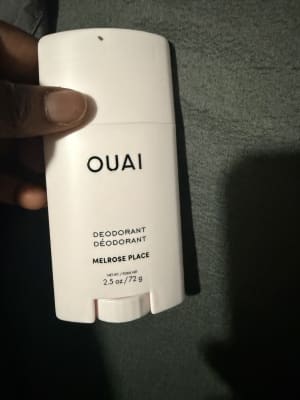 OUAI
DEODORANT
DÉODORANT
MELROSE PLACE
2.5 oz./72 g